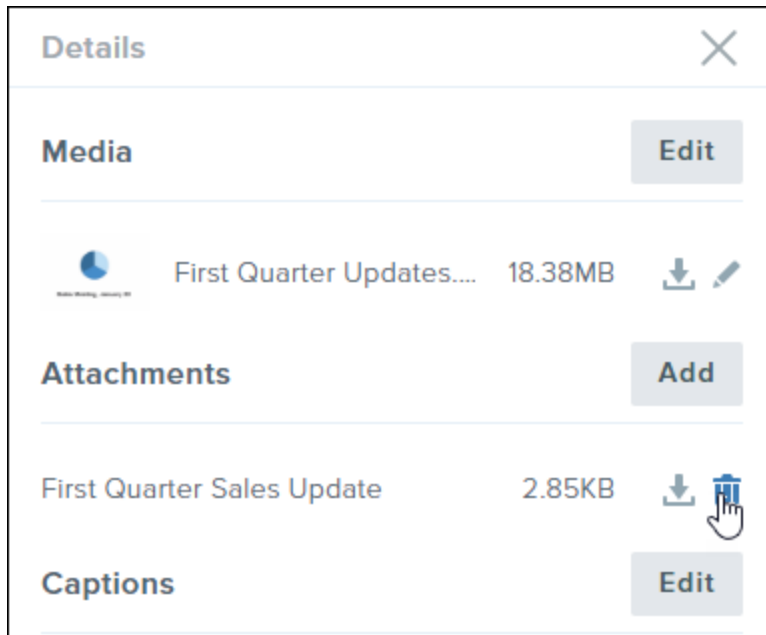 Details
Media
Edit
First Quarter Updates....
18.38MB
Attachments
Add
First Quarter Sales Update
2.85KB
Captions
Edit